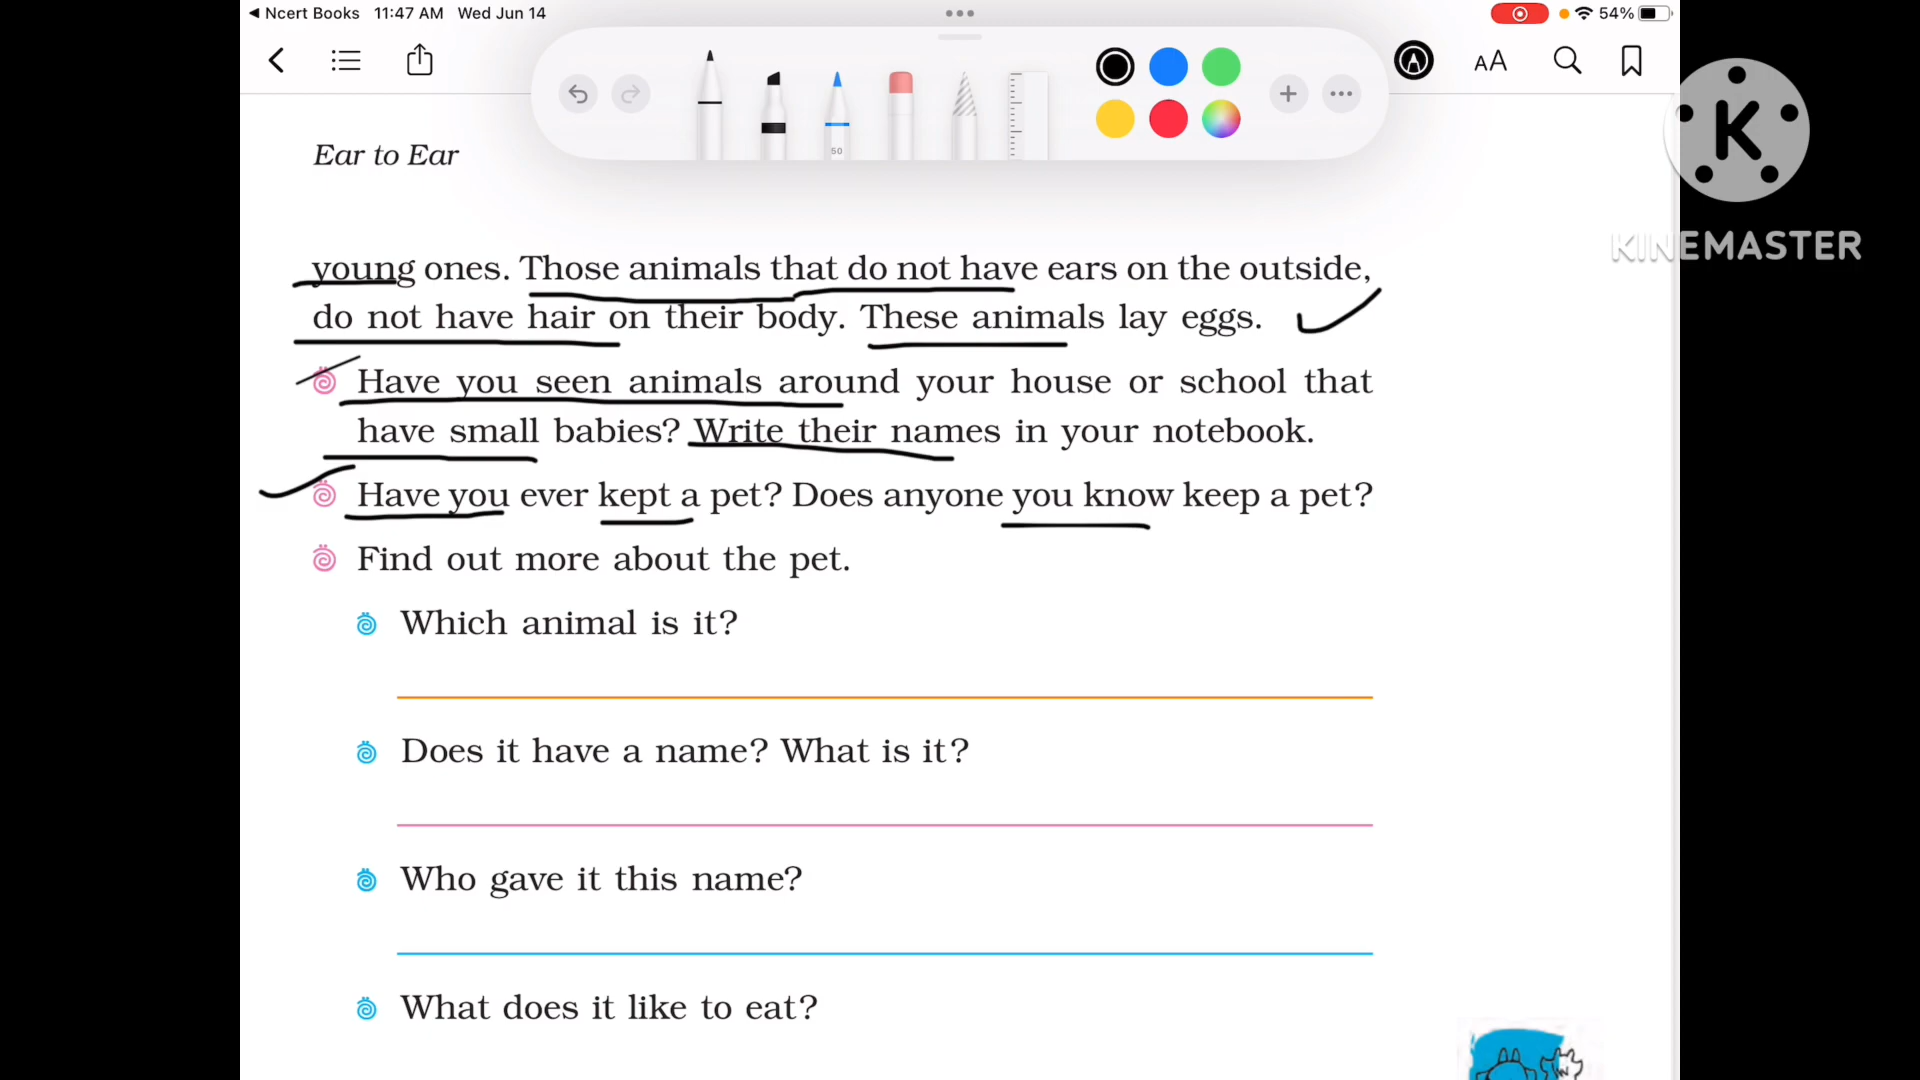 ◀ Ncert Books 11:47 AM Wed Jun 14
54%
AA
50
K
KINEMASTER
Ear to Ear
young ones. Those animals that do not have ears on the outside,
do not have hair on their body. These animals lay eggs.
Have you seen animals around your house or school that
have small babies? Write their names in your notebook.
Have you ever kept a pet? Does anyone you know keep a pet?
Find out more about the pet.
Which animal is it?
Does it have a name? What is it?
Who gave it this name?
What does it like to eat?